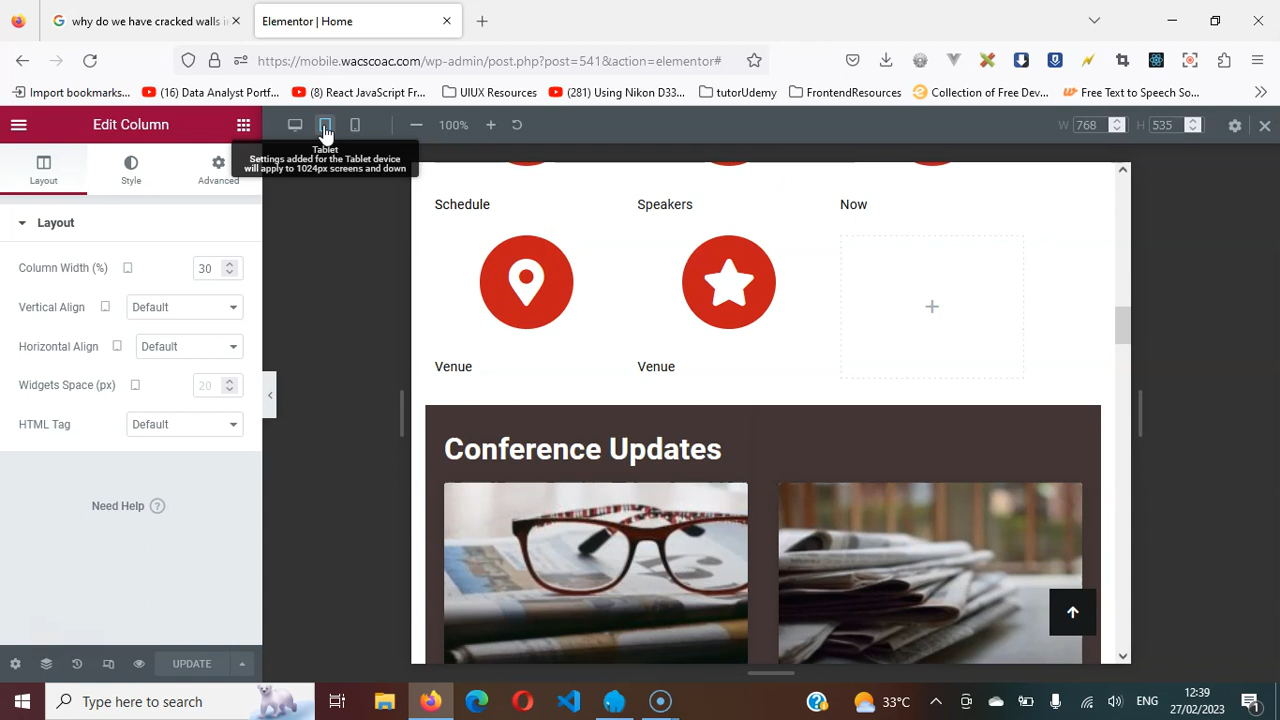 why do we have cracked walls i
Elementor | Home
https://mobile.wordscoac.com/wp-admin/post.php?post=541&action=elementor#
Import bookmarks...
(16) Data Analyst Portf...
(8) React JavaScript Fr...
UIUX Resources
(281) Using Nikon D33...
tutorUdemy
FrontendResources
Collection of Free Dev...
Free Text to Speech So...
Edit Column
100%
W 768
H 535
Tablet
Settings added for the Tablet device
will apply to 1024px screens and down
Layout
Style
Advanced
Layout
Column Width (%)
30
Vertical Align
Default
Horizontal Align
Default
Widgets Space (px)
20
HTML Tag
Default
Need Help ?
UPDATE
Schedule
Speakers
Now
Venue
Venue
Conference Updates
Type here to search
33°C
ENG
12:39
27/02/2023
1